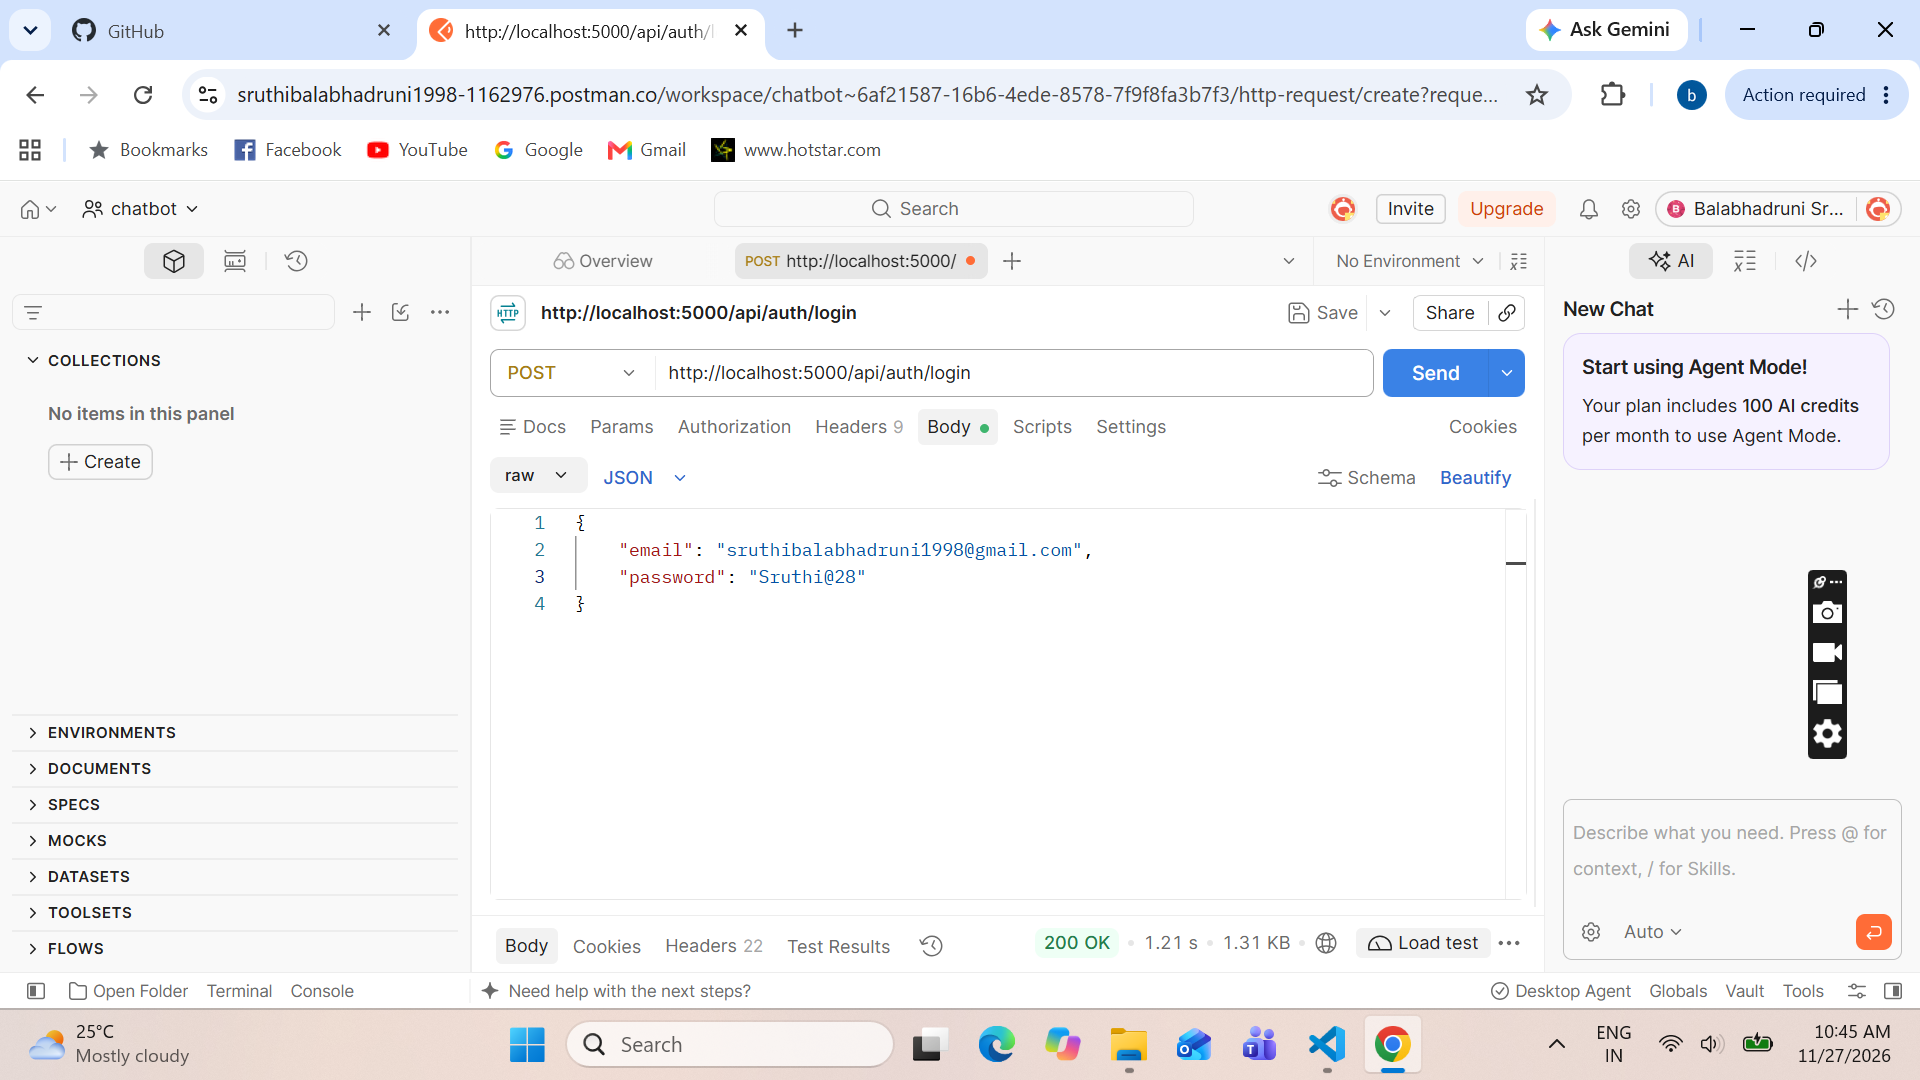 GitHub
http://localhost:5000/api/auth/l
Ask Gemini
sruthibalabhadruni1998-1162976.postman.co/workspace/chatbot~6af21587-16b6-4ede-8578-7f9f8fa3b7f3/http-request/create?reque...
b
Action required
Bookmarks
Facebook
YouTube
Google
Gmail
www.hotstar.com
chatbot
Search
Invite
Upgrade
B
Balabhadruni Sr...
Overview
POST http://localhost:5000/
No Environment
AI
HTTP
http://localhost:5000/api/auth/login
Save
Share
New Chat
COLLECTIONS
No items in this panel
Create
POST
http://localhost:5000/api/auth/login
Send
Start using Agent Mode!
Your plan includes 100 AI credits
per month to use Agent Mode.
Docs
Params
Authorization
Headers 9
Body
Scripts
Settings
Cookies
raw
JSON
Schema
Beautify
1 {
2 "email": "sruthibalabhadruni1998@gmail.com",
3 "password": "Sruthi@28"
4 }
ENVIRONMENTS
DOCUMENTS
SPECS
MOCKS
DATASETS
TOOLSETS
FLOWS
Describe what you need. Press @ for
context, / for Skills.
Auto
Body
Cookies
Headers 22
Test Results
200 OK
1.21 s
1.31 KB
Load test
Open Folder
Terminal
Console
Need help with the next steps?
Desktop Agent
Globals
Vault
Tools
25°C
Mostly cloudy
Search
ENG
IN
10:45 AM
11/27/2026